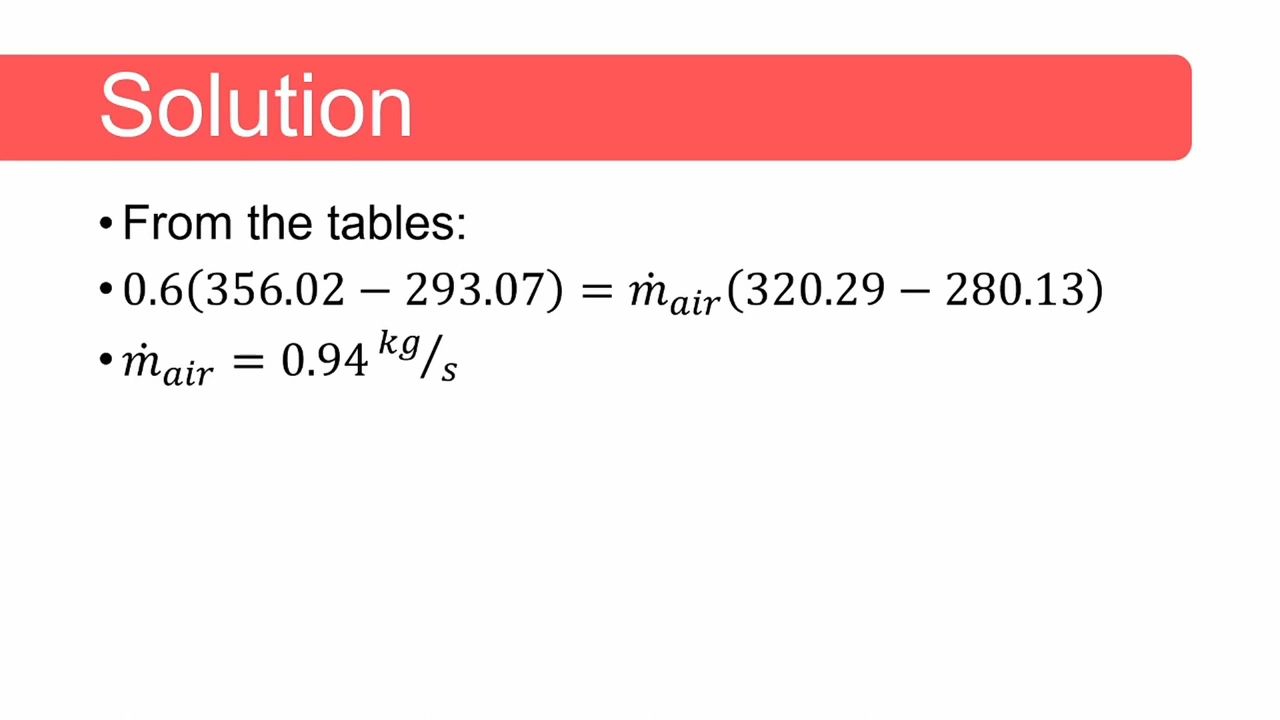 Solution
•From the tables:
•0.6(356.02 − 293.07) = ṁ_air(320.29 − 280.13)
•ṁ_air = 0.94 kg/s